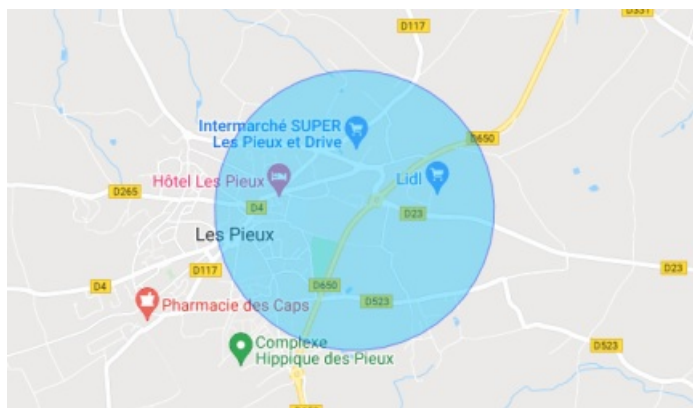 D117
Intermarché SUPER
Les Pieux et Drive
D650
Hôtel Les Pieux
Lidl
D265
D4
D23
Les Pieux
D117
D23
D4
D650
D523
Pharmacie des Caps
Complexe
Hippique des Pieux
D523